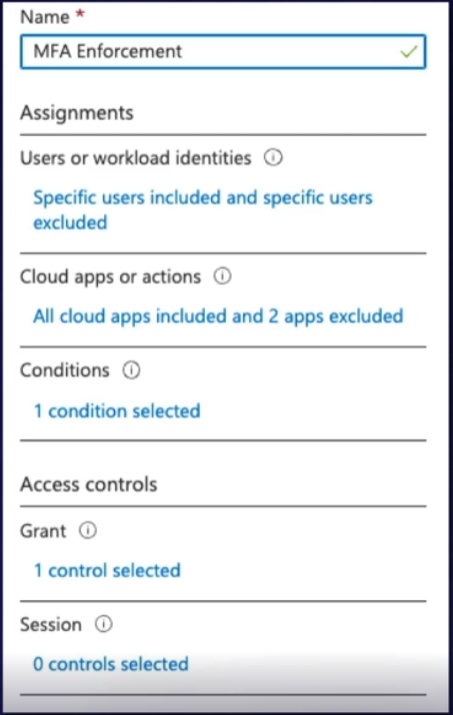 Name *
MFA Enforcement
Assignments
Users or workload identities
Specific users included and specific users
excluded
Cloud apps or actions
All cloud apps included and 2 apps excluded
Conditions
1 condition selected
Access controls
Grant
1 control selected
Session
0 controls selected